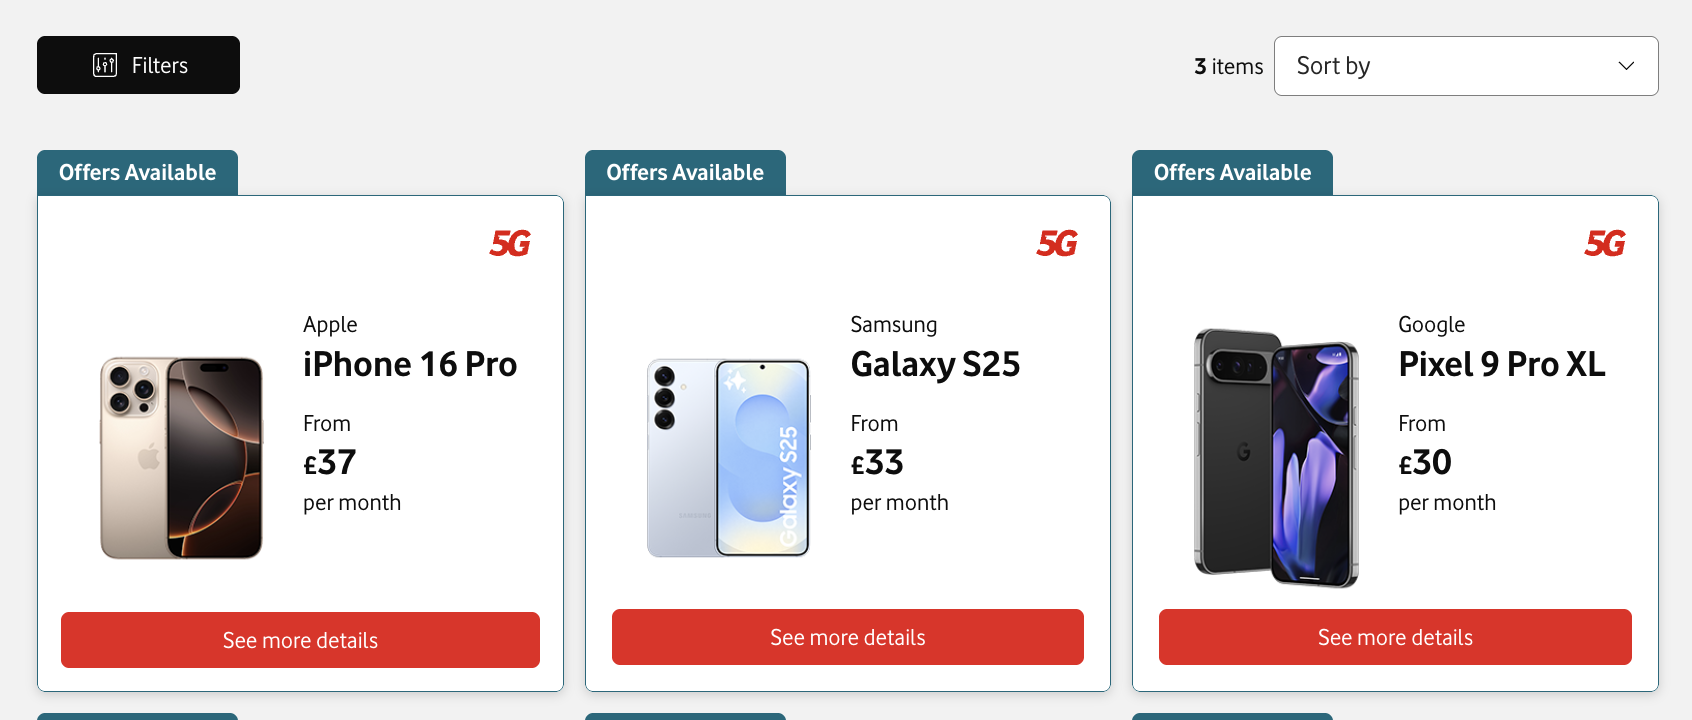 Filters
3 items
Sort by
Offers Available
5G
Apple
iPhone 16 Pro
From
£37
per month
See more details
Offers Available
5G
Samsung
Galaxy S25
From
£33
per month
Galaxy S25
SAMSUNG
See more details
Offers Available
5G
Google
Pixel 9 Pro XL
From
£30
per month
G
See more details